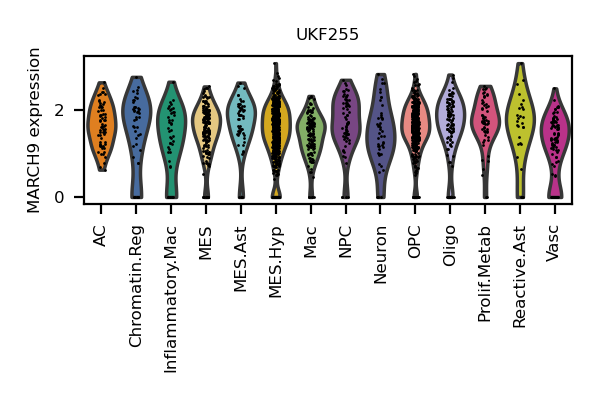 UKF255
MARCH9 expression
2
0
AC
Chromatin.Reg
Inflammatory.Mac
MES
MES.Ast
MES.Hyp
Mac
NPC
Neuron
OPC
Oligo
Prolif.Metab
Reactive.Ast
Vasc